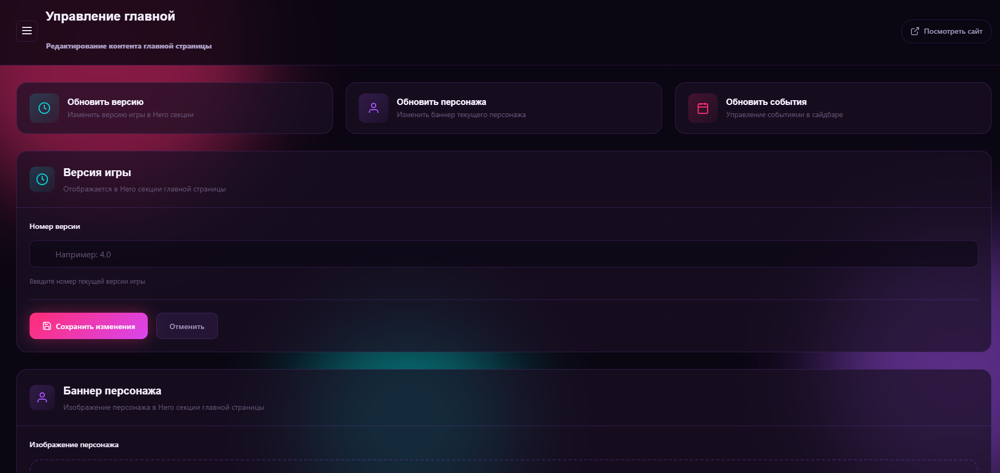 Управление главной
Редактирование контента главной страницы
Посмотреть сайт
Обновить версию
Изменить версию игры в Hero секции
Обновить персонажа
Изменить баннер текущего персонажа
Обновить события
Управление событиями в сайдбаре
Версия игры
Отображается в Hero секции главной страницы
Номер версии
Например: 4.0
Введите номер текущей версии игры
Сохранить изменения
Отменить
Баннер персонажа
Изображение персонажа в Hero секции главной страницы
Изображение персонажа